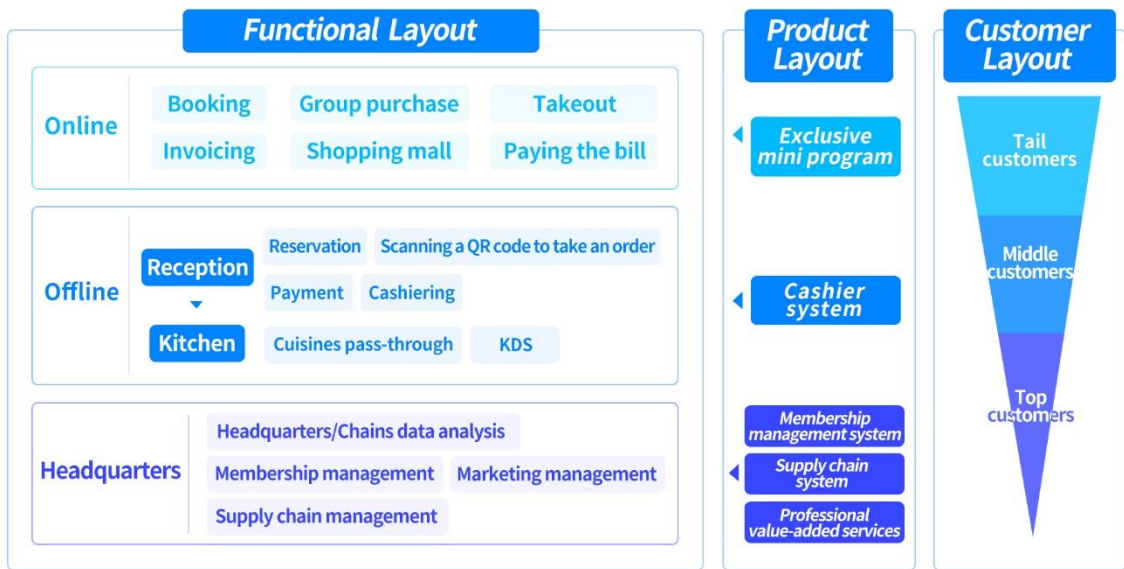 Functional Layout
Online
Booking
Group purchase
Takeout
Invoicing
Shopping mall
Paying the bill
Offline
Reception
Reservation
Scanning a QR code to take an order
Payment
Cashiering
Kitchen
Cuisines pass-through
KDS
Headquarters
Headquarters/Chains data analysis
Membership management
Marketing management
Supply chain management
Product
Layout
Exclusive
mini program
Cashier
system
Membership
management system
Supply chain
system
Professional
value-added services
Customer
Layout
Tail
customers
Middle
customers
Top
customers